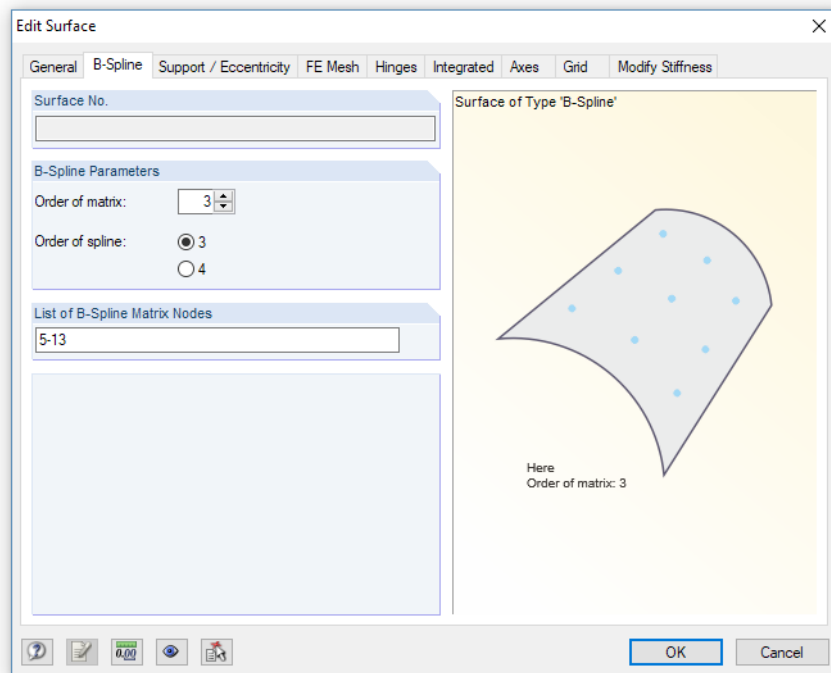 Edit Surface
General B-Spline Support / Eccentricity FE Mesh Hinges Integrated Axes Grid Modify Stiffness
Surface No.
B-Spline Parameters
Order of matrix: 3
Order of spline: 3
4
List of B-Spline Matrix Nodes
5-13
Surface of Type 'B-Spline'
Here
Order of matrix: 3
0.00
OK Cancel